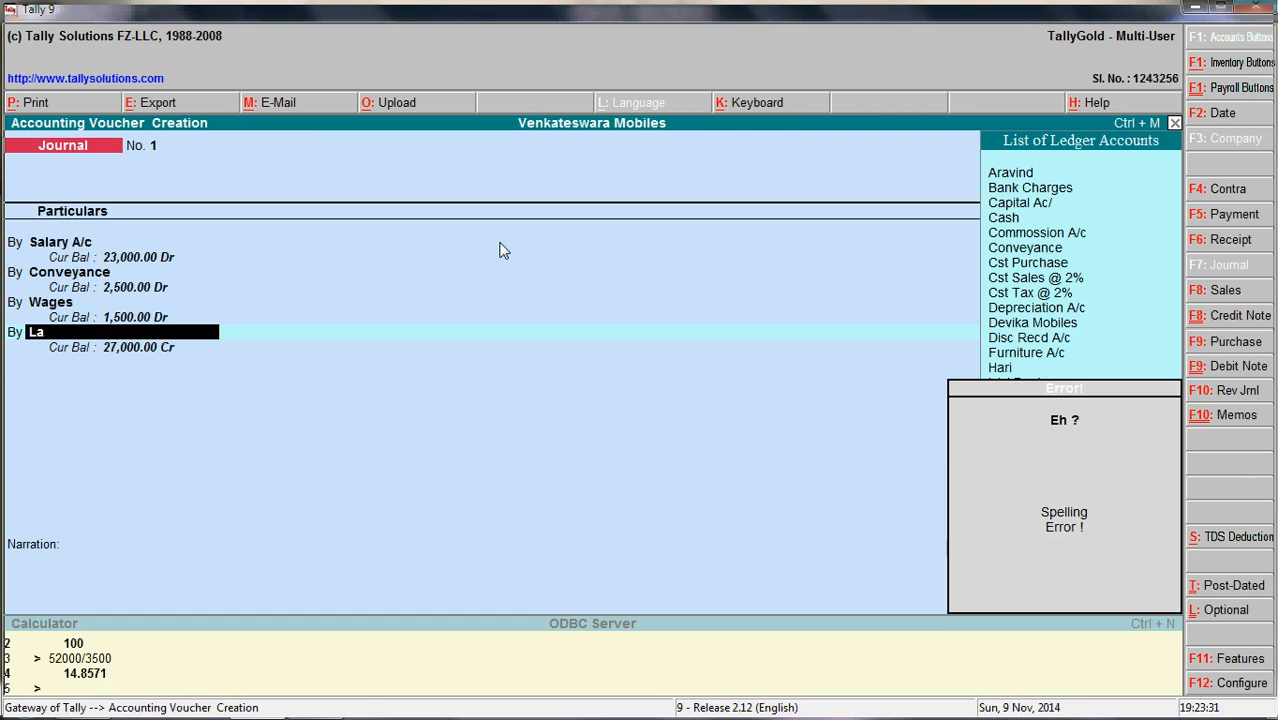 Tally 9
(c) Tally Solutions FZ-LLC, 1988-2008
TallyGold - Multi-User
http://www.tallysolutions.com
Sl. No. : 1243256
P: Print
E: Export
M: E-Mail
O: Upload
L: Language
K: Keyboard
H: Help
Accounting Voucher Creation
Venkateswara Mobiles
Ctrl + M
Journal No. 1
Particulars
By Salary A/c
Cur Bal : 23,000.00 Dr
By Conveyance
Cur Bal : 2,500.00 Dr
By Wages
Cur Bal : 1,500.00 Dr
By La
Cur Bal : 27,000.00 Cr
Narration:
List of Ledger Accounts
Aravind
Bank Charges
Capital Ac/
Cash
Commossion A/c
Conveyance
Cst Purchase
Cst Sales @ 2%
Cst Tax @ 2%
Depreciation A/c
Devika Mobiles
Disc Recd A/c
Furniture A/c
Hari
Error!
Eh ?
Spelling
Error !
F1: Accounts Buttons
F1: Inventory Buttons
F1: Payroll Buttons
F2: Date
F3: Company
F4: Contra
F5: Payment
F6: Receipt
F7: Journal
F8: Sales
F8: Credit Note
F9: Purchase
F9: Debit Note
F10: Rev Jrnl
F10: Memos
S: TDS Deduction
T: Post-Dated
L: Optional
F11: Features
F12: Configure
Calculator
ODBC Server
Ctrl + N
2 100
3 > 52000/3500
4 14.8571
5 >
Gateway of Tally --> Accounting Voucher Creation
9 - Release 2.12 (English)
Sun, 9 Nov, 2014
19:23:31